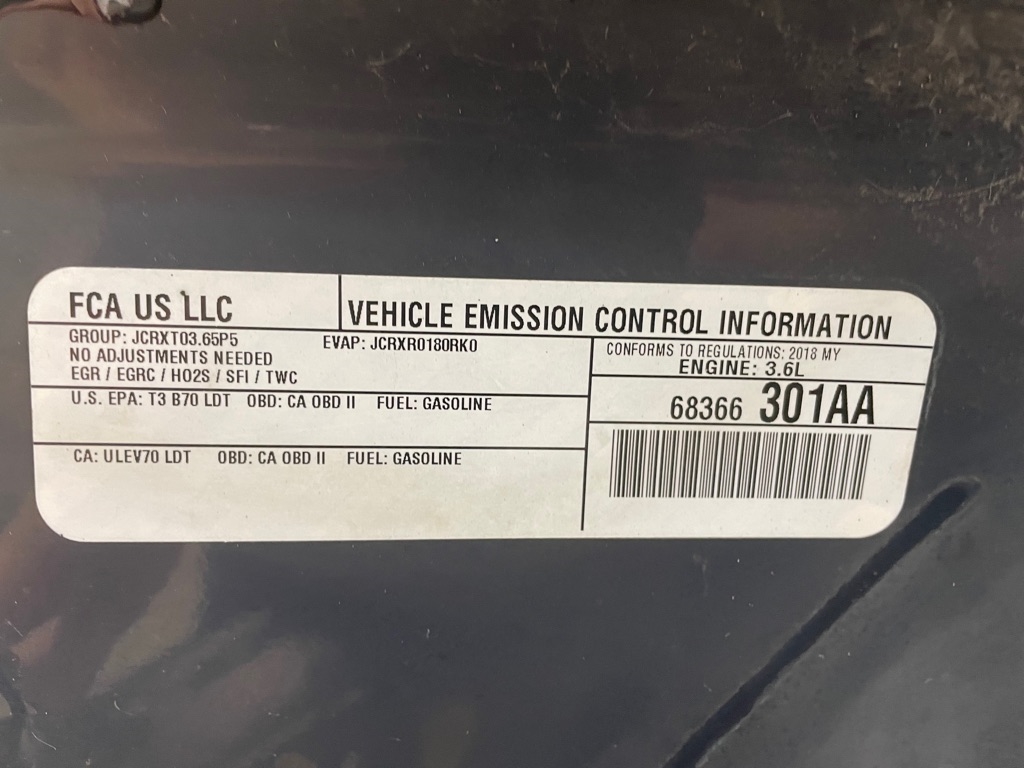 FCA US LLC
VEHICLE EMISSION CONTROL INFORMATION
GROUP: JCRXT03.65P5 EVAP: JCRXR0180RK0
NO ADJUSTMENTS NEEDED
EGR / EGRC / HO2S / SFI / TWC
CONFORMS TO REGULATIONS: 2018 MY
ENGINE: 3.6L
U.S. EPA: T3 B70 LDT OBD: CA OBD II FUEL: GASOLINE
68366 301AA
CA: ULEV70 LDT OBD: CA OBD II FUEL: GASOLINE